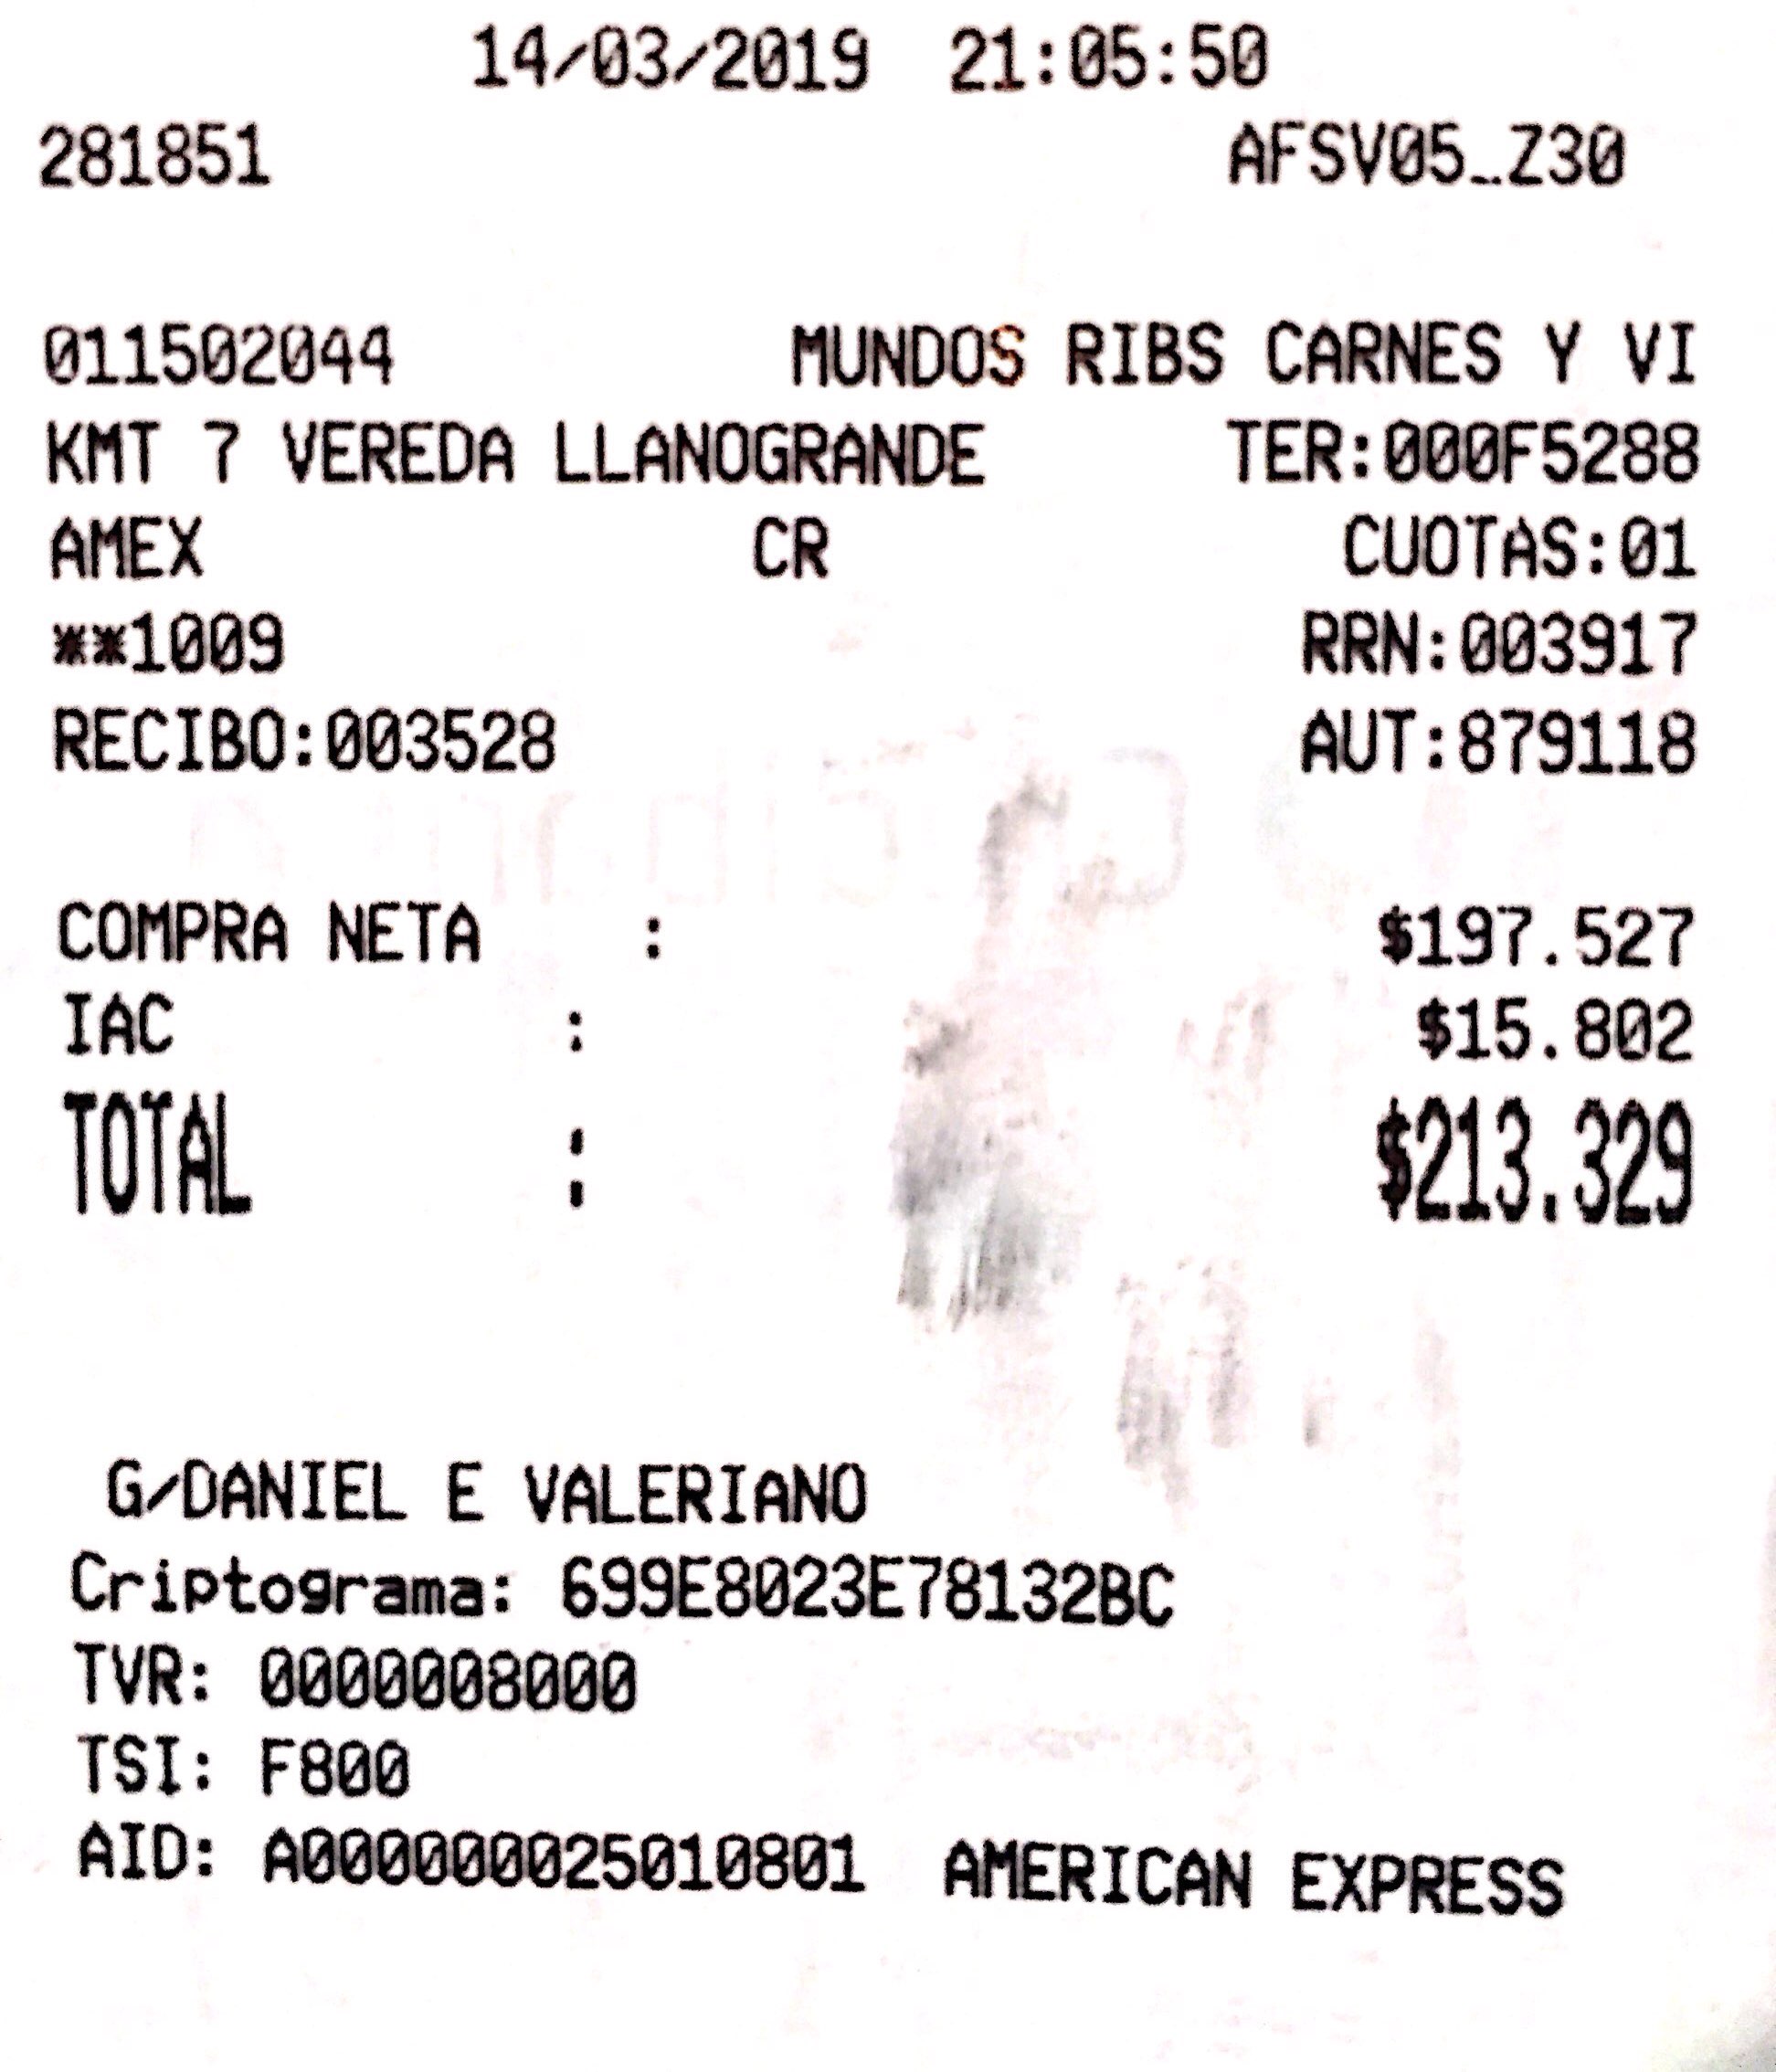 14/03/2019 21:05:50
281851 AFSV05_Z30
011502044 MUNDOS RIBS CARNES Y VI
KMT 7 VEREDA LLANOGRANDE TER:000F5288
AMEX CR CUOTAS:01
**1009 RRN:003917
RECIBO:003528 AUT:879118
COMPRA NETA : $197.527
IAC : $15.802
TOTAL : $213.329
G/DANIEL E VALERIANO
Criptograma: 699E8023E78132BC
TVR: 0000008000
TSI: F800
AID: A000000025010801 AMERICAN EXPRESS